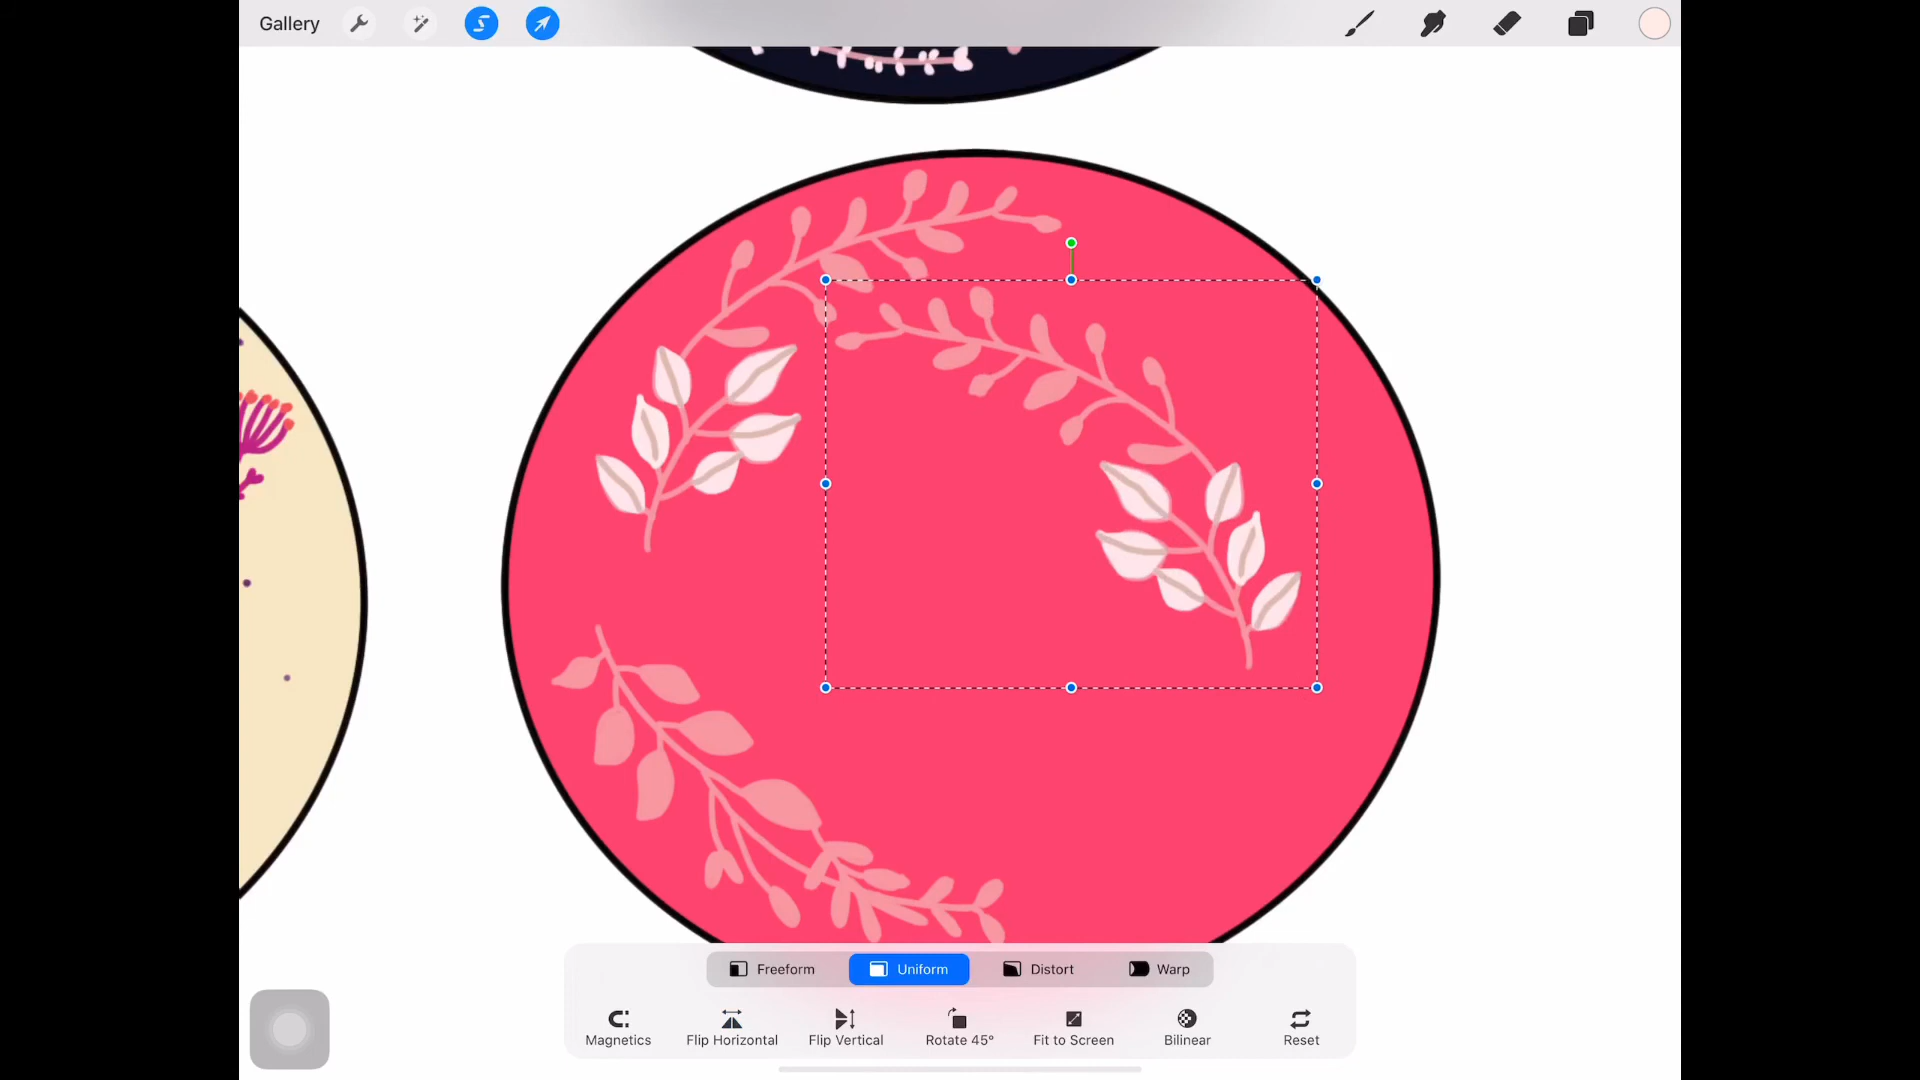 Gallery
Freeform Uniform Distort Warp
Magnetics Flip Horizontal Flip Vertical Rotate 45° Fit to Screen Bilinear Reset